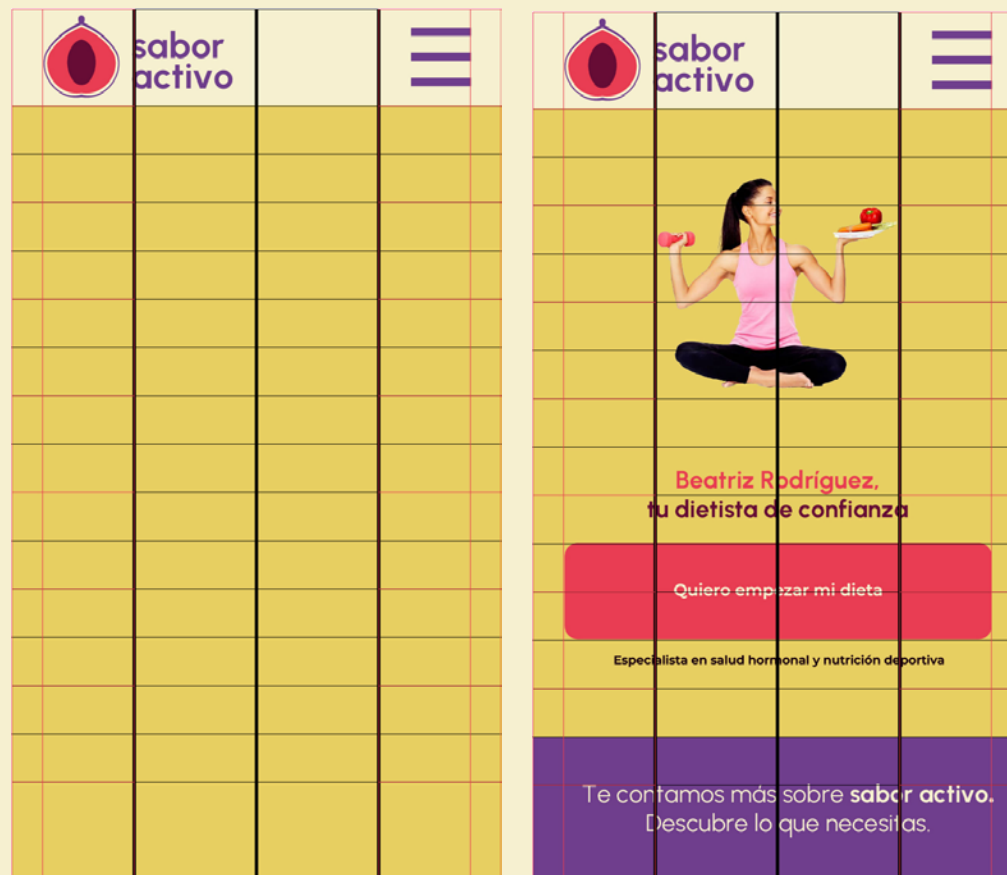 sabor
activo
sabor
activo
Beatriz Rodríguez,
tu dietista de confianza
Quiero empezar mi dieta
Especialista en salud hormonal y nutrición deportiva
Te contamos más sobre sabor activo.
Descubre lo que necesitas.